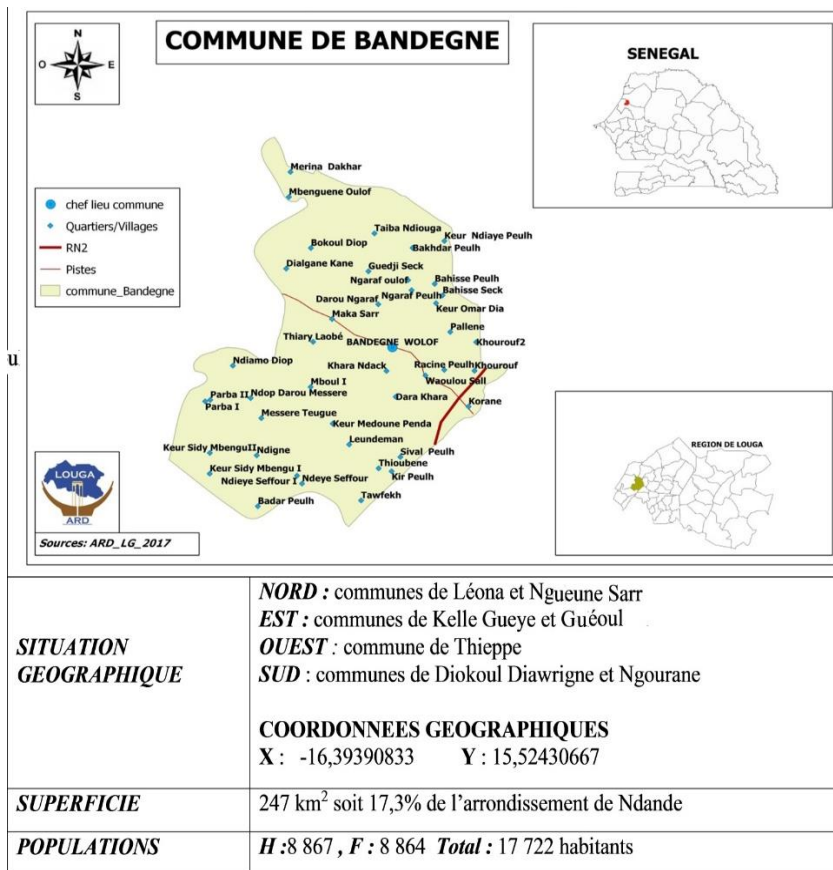 COMMUNE DE BANDEGNE
N
O
E
S
SENEGAL
chef lieu commune
Quartiers/Villages
RN2
Pistes
commune_Bandegne
Merina Dakhar
Mbenguene Oulof
Taiba Ndiouga
Keur Ndiaye Peulh
Bokoul Diop
Bakhdar Peulh
Dialgane Kane
Guedji Seck
Ngaraf oulof
Bahisse Peulh
Ngaraf Peulh
Bahisse Seck
Darou Ngaraf
Keur Omar Dia
Maka Sarr
Pallene
Thiary Laobé
BANDEGNE WOLOF
Khourouf2
Ndiamo Diop
Khara Ndack
Racine Peulh
Khourouf
Mboul I
Waoulou Sall
Parba II
Ndop Darou Messere
Dara Khara
Parba I
Korane
Messere Teugue
Keur Medoune Penda
Leundeman
Keur Sidy MbenguII
Ndigne
Sival Peulh
Keur Sidy Mbengu I
Thioubene
Ndieye Seffour I
Ndeye Seffour
Kir Peulh
Badar Peulh
Tawfekh
u
REGION DE LOUGA
LOUGA
ARD
Sources: ARD_LG_2017
SITUATION
GEOGRAPHIQUE
NORD : communes de Léona et Ngueune Sarr
EST : communes de Kelle Gueye et Guéoul
OUEST : commune de Thieppe
SUD : communes de Diokoul Diawrigne et Ngourane
COORDONNEES GEOGRAPHIQUES
X : -16,39390833 Y : 15,52430667
SUPERFICIE
247 km² soit 17,3% de l'arrondissement de Ndande
POPULATIONS
H :8 867 , F : 8 864 Total : 17 722 habitants